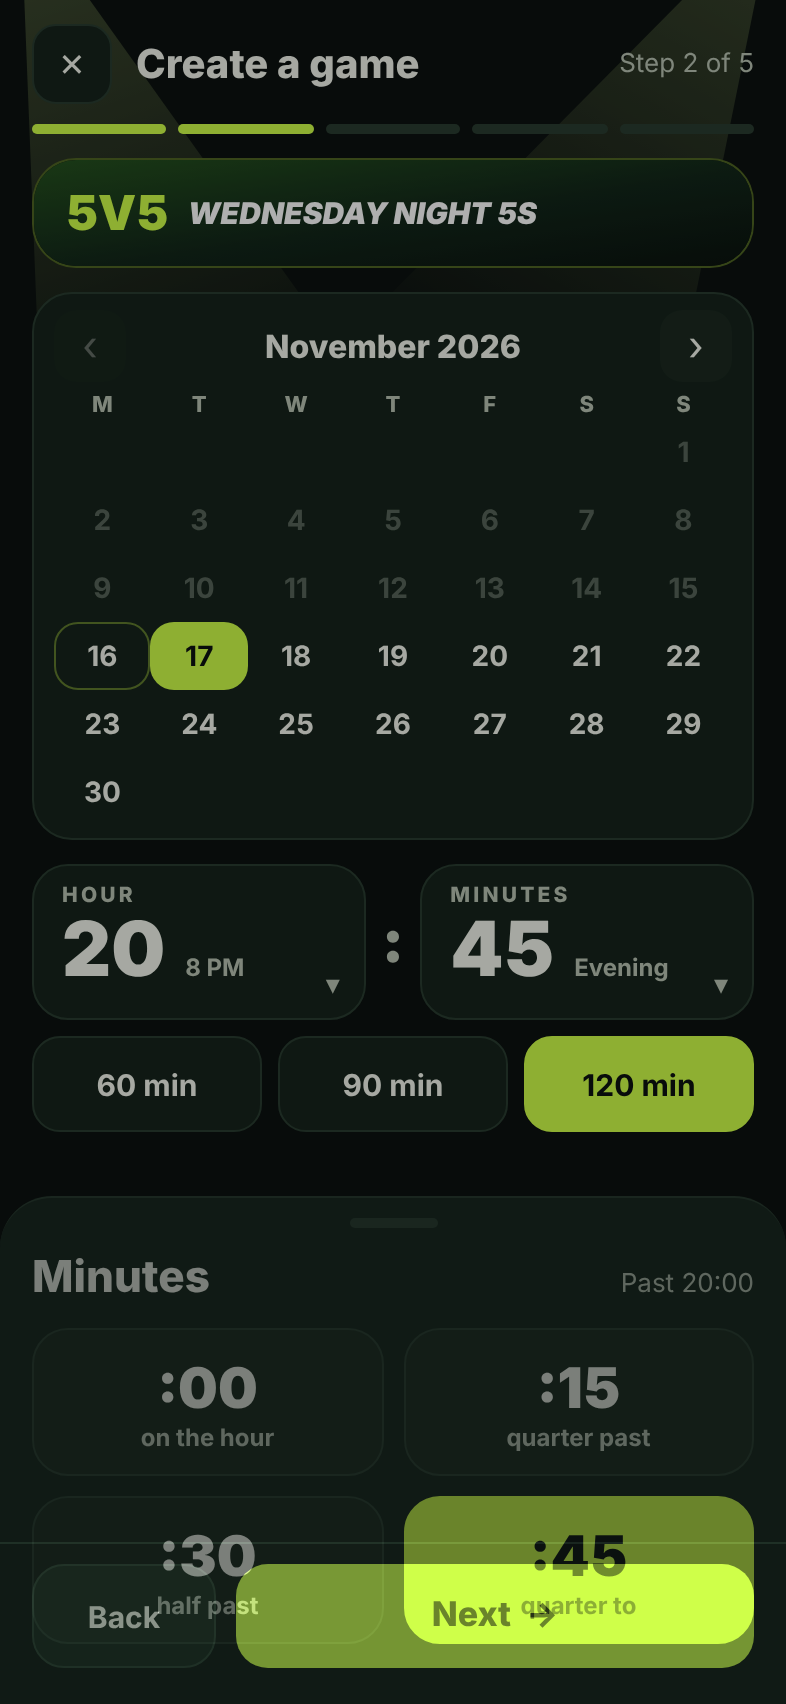 ✕ Create a game Step 2 of 5
5V5 WEDNESDAY NIGHT 5S
‹ November 2026 ›
M T W T F S S
1
2 3 4 5 6 7 8
9 10 11 12 13 14 15
16 17 18 19 20 21 22
23 24 25 26 27 28 29
30
HOUR
20 8 PM ▼
:
MINUTES
45 Evening ▼
60 min 90 min 120 min
Minutes Past 20:00
:00
on the hour
:15
quarter past
:30
half past
:45
quarter to
Back Next →